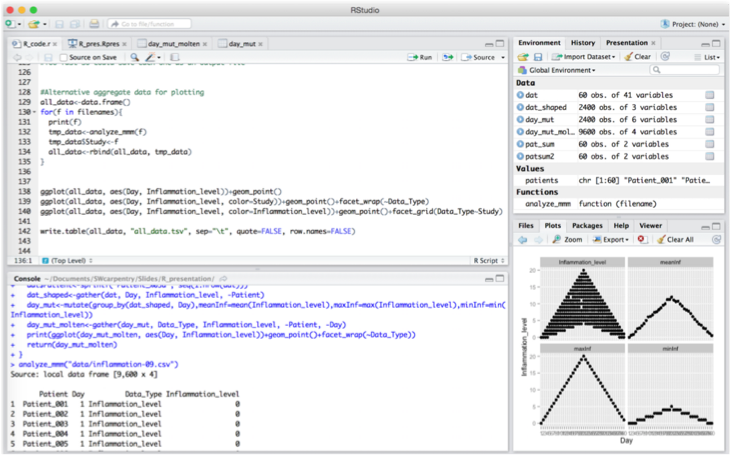 RStudio
Go to file/function
Project: (None)
R_code.r
R_pres.Rpres
day_mut_molten
day_mut
Source on Save
Run
Source
126
127
128 #Alternative aggregate data for plotting
129 all_data<-data.frame()
130 for(f in filenames){
131 print(f)
132 tmp_data<-analyze_mmm(f)
133 tmp_data$Study<-f
134 all_data<-rbind(all_data, tmp_data)
135 }
136
137
138 ggplot(all_data, aes(Day, Inflammation_level))+geom_point()
139 ggplot(all_data, aes(Day, Inflammation_level, color=Study))+geom_point()+facet_wrap(~Data_Type)
140 ggplot(all_data, aes(Day, Inflammation_level, color=Inflammation_level))+geom_point()+facet_grid(Data_Type~Study)
141
142 write.table(all_data, "all_data.tsv", sep="\t", quote=FALSE, row.names=FALSE)
143
144
136:1 (Top Level)
R Script
Console ~/Documents/SWcarpentry/Slides/R_presentation/
+ dat_shaped<-gather(dat, Day, Inflammation_level, -Patient)
+ day_mut<-mutate(group_by(dat_shaped, Day),meanInf=mean(Inflammation_level),maxInf=max(Inflammation_level),minInf=min(
Inflammation_level))
+ day_mut_molten<-gather(day_mut, Data_Type, Inflammation_level, -Patient, -Day)
+ print(ggplot(day_mut_molten, aes(Day, Inflammation_level))+geom_point()+facet_wrap(~Data_Type))
+ return(day_mut_molten)
+ }
> analyze_mmm("data/inflammation-09.csv")
Source: local data frame [9,600 x 4]
Patient Day Data_Type Inflammation_level
1 Patient_001 1 Inflammation_level 0
2 Patient_002 1 Inflammation_level 0
3 Patient_003 1 Inflammation_level 0
4 Patient_004 1 Inflammation_level 0
5 Patient_005 1 Inflammation_level 0
Environment
History
Presentation
Import Dataset
Clear
List
Global Environment
Data
dat 60 obs. of 41 variables
dat_shaped 2400 obs. of 3 variables
day_mut 2400 obs. of 6 variables
day_mut_mol… 9600 obs. of 4 variables
pat_sum 60 obs. of 2 variables
patsum2 60 obs. of 2 variables
Values
patients chr [1:60] "Patient_001" "Patie…
Functions
analyze_mmm function (filename)
Files
Plots
Packages
Help
Viewer
Zoom
Export
Clear All
Inflammation_level
meanInf
20
15
10
5
0
maxInf
minInf
20
15
10
5
0
Inflammation_level
Day